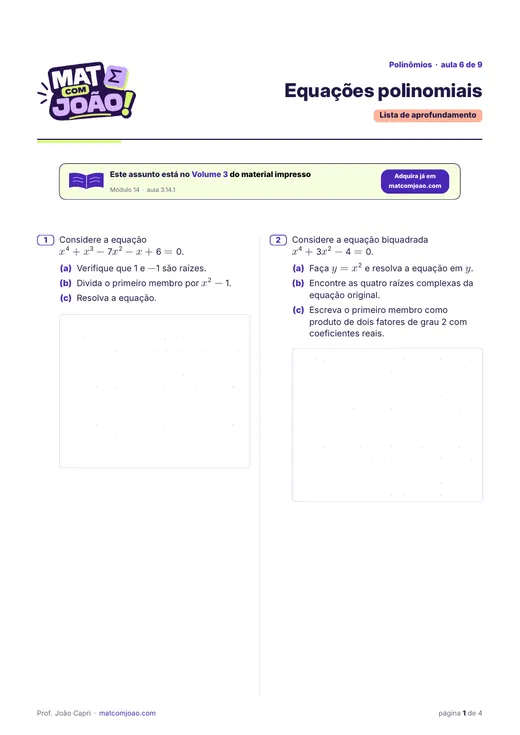 MAT
COM
JOÃO!
Σ
Polinômios · aula 6 de 9
Equações polinomiais
Lista de aprofundamento
Este assunto está no Volume 3 do material impresso
Módulo 14 · aula 3.14.1
Adquira já em
matcomjoao.com
1 Considere a equação
x⁴ + x³ − 7x² − x + 6 = 0.
(a) Verifique que 1 e −1 são raízes.
(b) Divida o primeiro membro por x² − 1.
(c) Resolva a equação.
2 Considere a equação biquadrada
x⁴ + 3x² − 4 = 0.
(a) Faça y = x² e resolva a equação em y.
(b) Encontre as quatro raízes complexas da
equação original.
(c) Escreva o primeiro membro como
produto de dois fatores de grau 2 com
coeficientes reais.
Prof. João Capri · matcomjoao.com
página 1 de 4